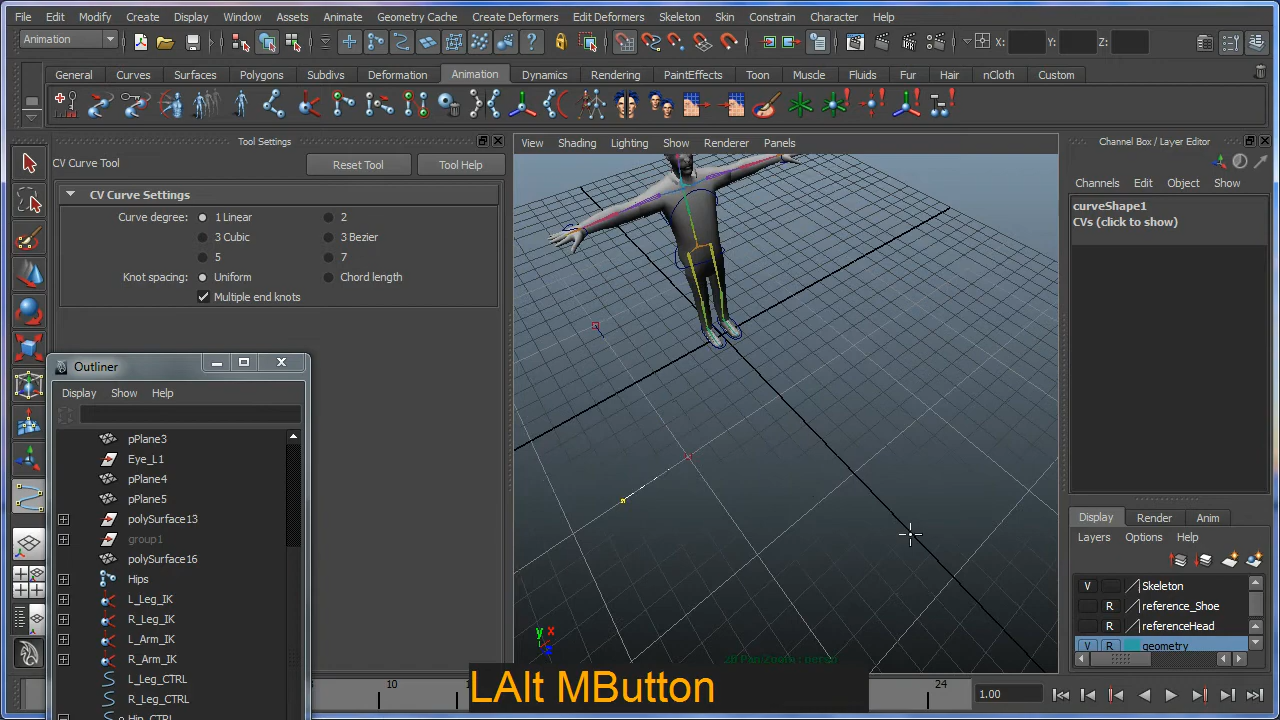 File Edit Modify Create Display Window Assets Animate Geometry Cache Create Deformers Edit Deformers Skeleton Skin Constrain Character Help
Animation X: Y: Z:
General Curves Surfaces Polygons Subdivs Deformation Animation Dynamics Rendering PaintEffects Toon Muscle Fluids Fur Hair nCloth Custom
Tool Settings
CV Curve Tool Reset Tool Tool Help
CV Curve Settings
Curve degree: 1 Linear 2
3 Cubic 3 Bezier
5 7
Knot spacing: Uniform Chord length
Multiple end knots
Outliner
Display Show Help
pPlane3
Eye_L1
pPlane4
pPlane5
polySurface13
group1
polySurface16
Hips
L_Leg_IK
R_Leg_IK
L_Arm_IK
R_Arm_IK
L_Leg_CTRL
R_Leg_CTRL
Hip_CTRL
View Shading Lighting Show Renderer Panels
y x
z
LAlt MButton
10 24 1.00
Channel Box / Layer Editor
Channels Edit Object Show
curveShape1
CVs (click to show)
Display Render Anim
Layers Options Help
V Skeleton
R reference_Shoe
R referenceHead
V R geometry